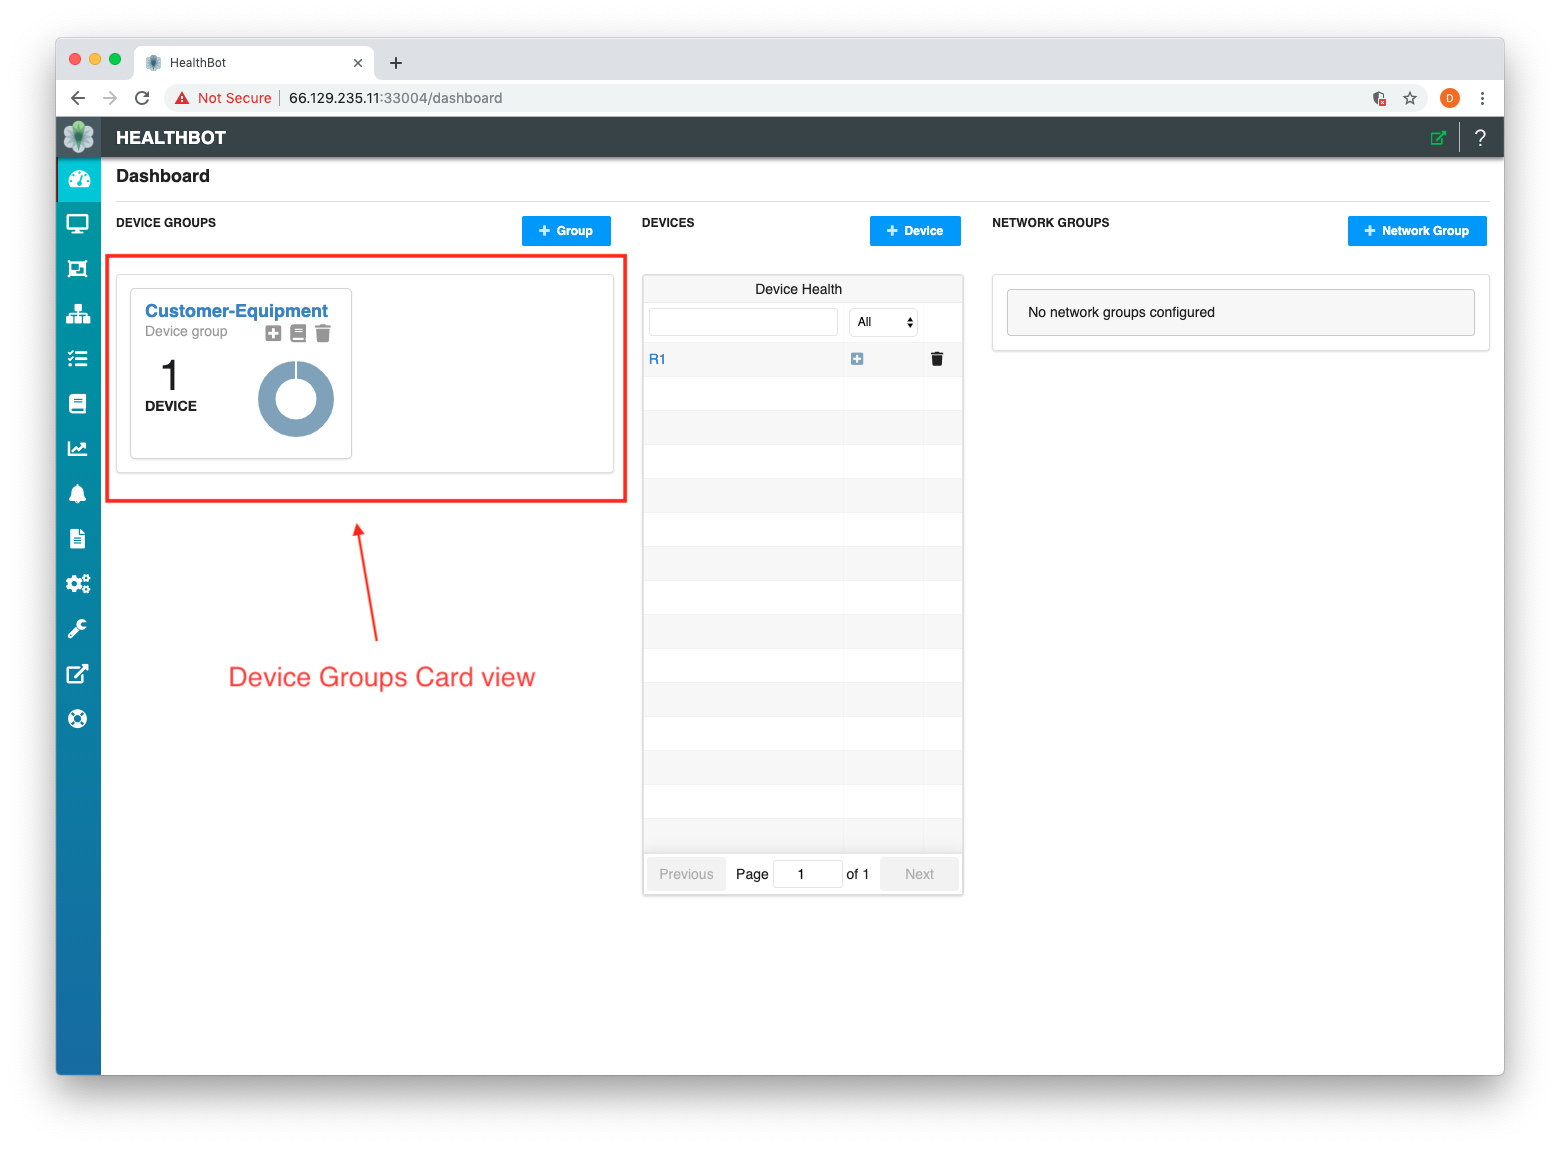 HealthBot
Not Secure
66.129.235.11:33004/dashboard
D
HEALTHBOT
?
Dashboard
DEVICE GROUPS
+ Group
DEVICES
+ Device
NETWORK GROUPS
+ Network Group
Customer-Equipment
Device group
1
DEVICE
Device Health
All
R1
No network groups configured
Device Groups Card view
Previous
Page 1 of 1
Next